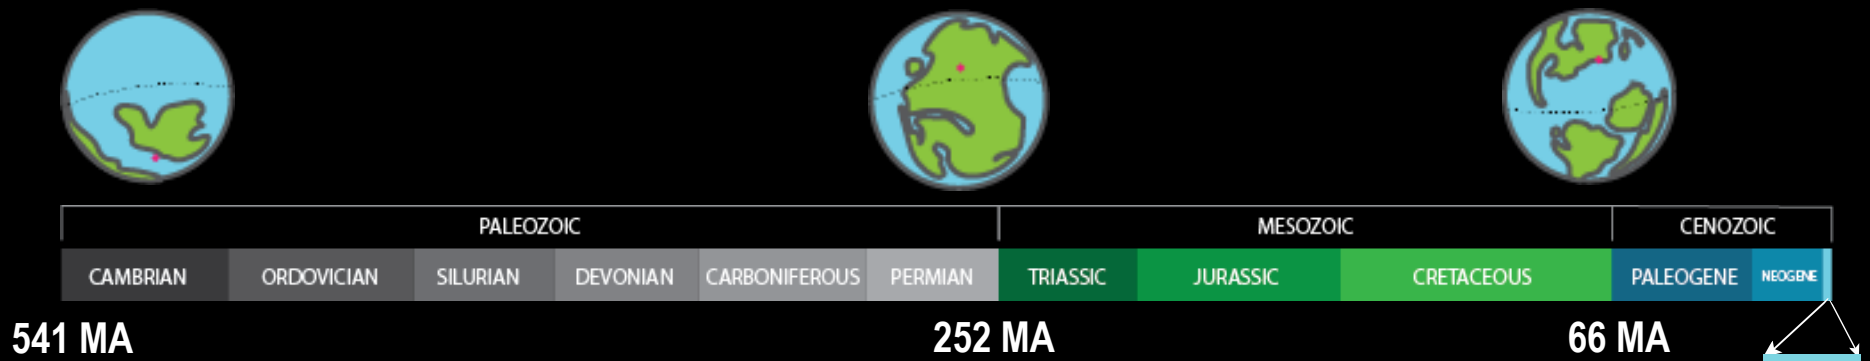 PALEOZOIC MESOZOIC CENOZOIC
CAMBRIAN ORDOVICIAN SILURIAN DEVONIAN CARBONIFEROUS PERMIAN TRIASSIC JURASSIC CRETACEOUS PALEOGENE NEOGENE
541 MA 252 MA 66 MA